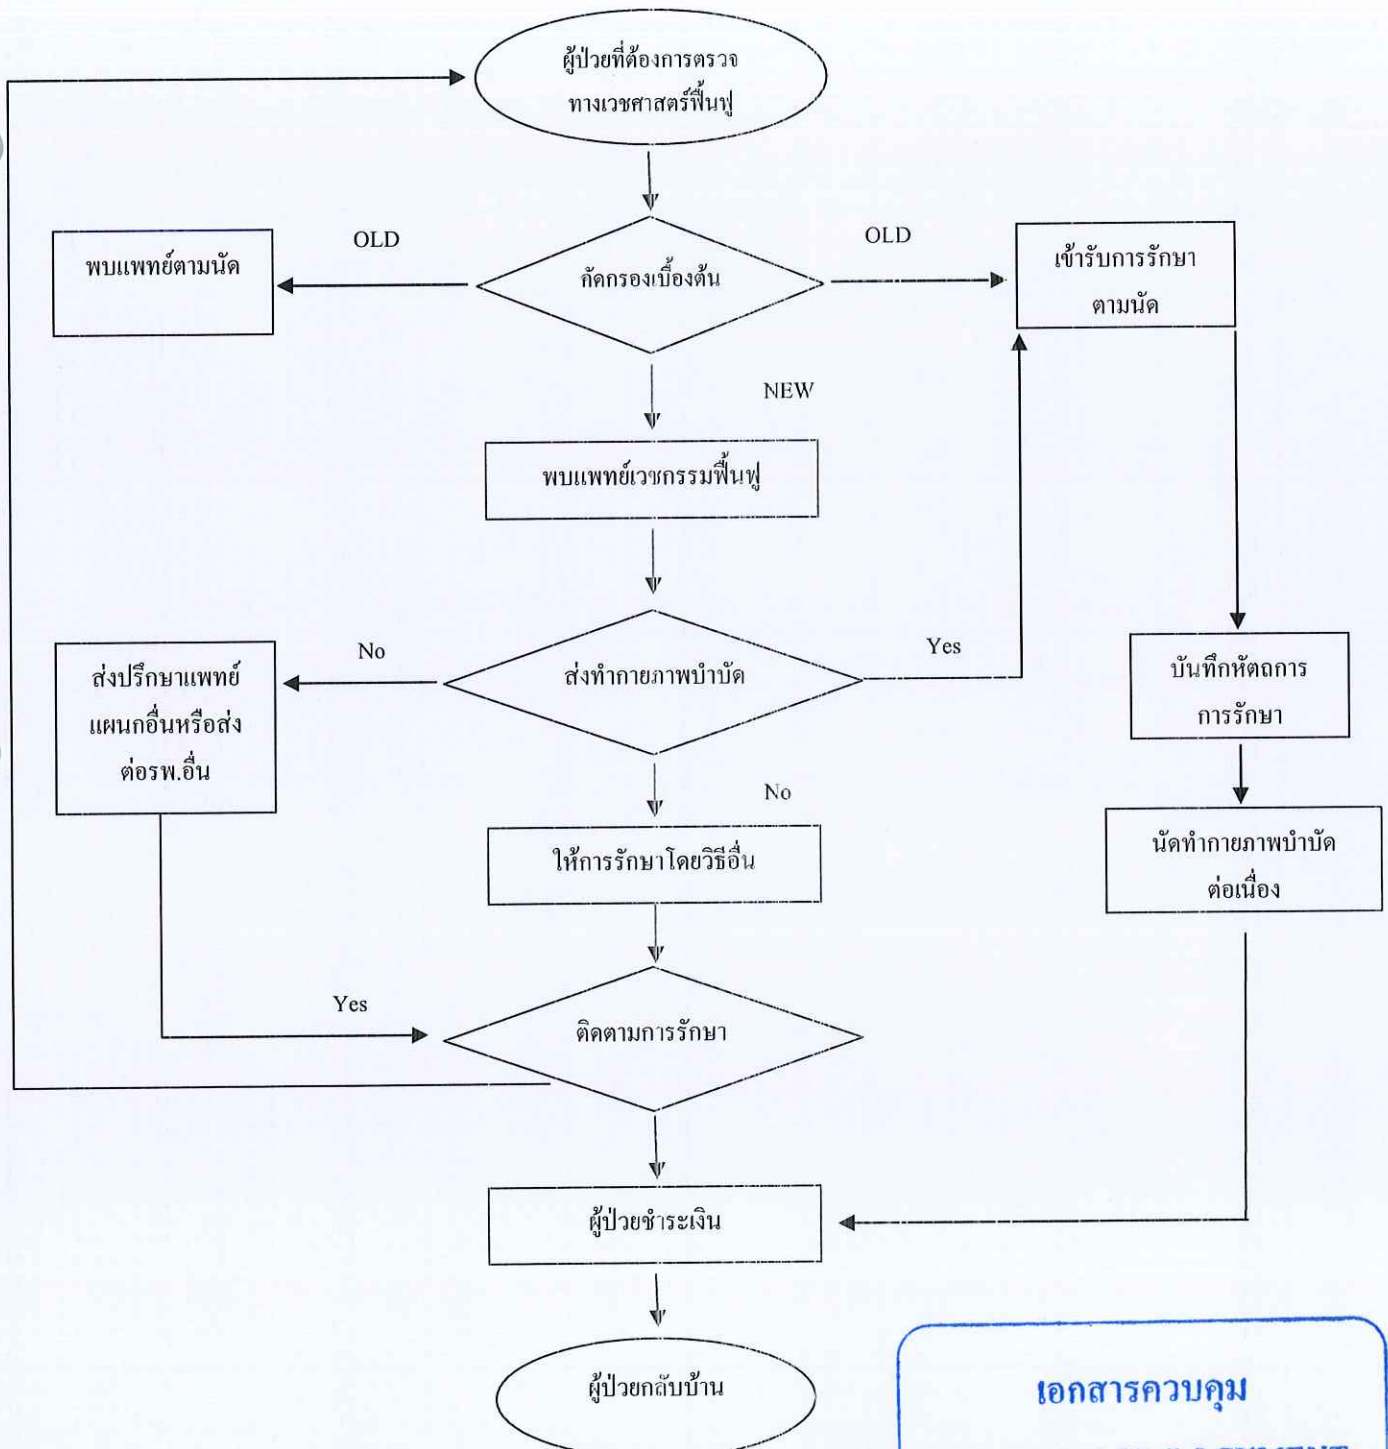 ผู้ป่วยที่ต้องการตรวจ
ทางเวชศาสตร์ฟื้นฟู
OLD
OLD
พบแพทย์ตามนัด
คัดกรองเบื้องต้น
เข้ารับการรักษา
ตามนัด
NEW
พบแพทย์เวชกรรมฟื้นฟู
No
ส่งทำกายภาพบำบัด
Yes
ส่งปรึกษาแพทย์
แผนกอื่นหรือส่ง
ต่อรพ.อื่น
บันทึกหัตถการ
การรักษา
No
ให้การรักษาโดยวิธีอื่น
นัดทำกายภาพบำบัด
ต่อเนื่อง
Yes
ติดตามการรักษา
ผู้ป่วยชำระเงิน
ผู้ป่วยกลับบ้าน
เอกสารควบคุม